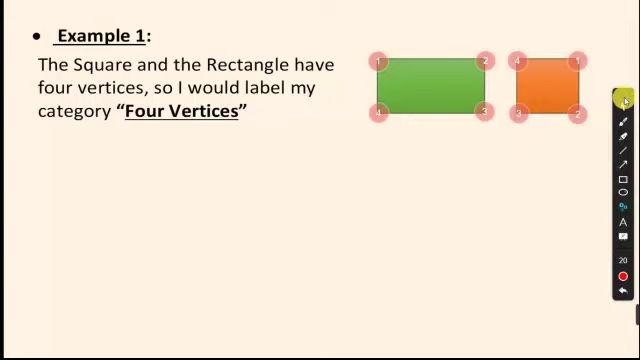 • Example 1:
The Square and the Rectangle have
four vertices, so I would label my
category “Four Vertices”
1 2 4 1
4 3 3 2
A
20